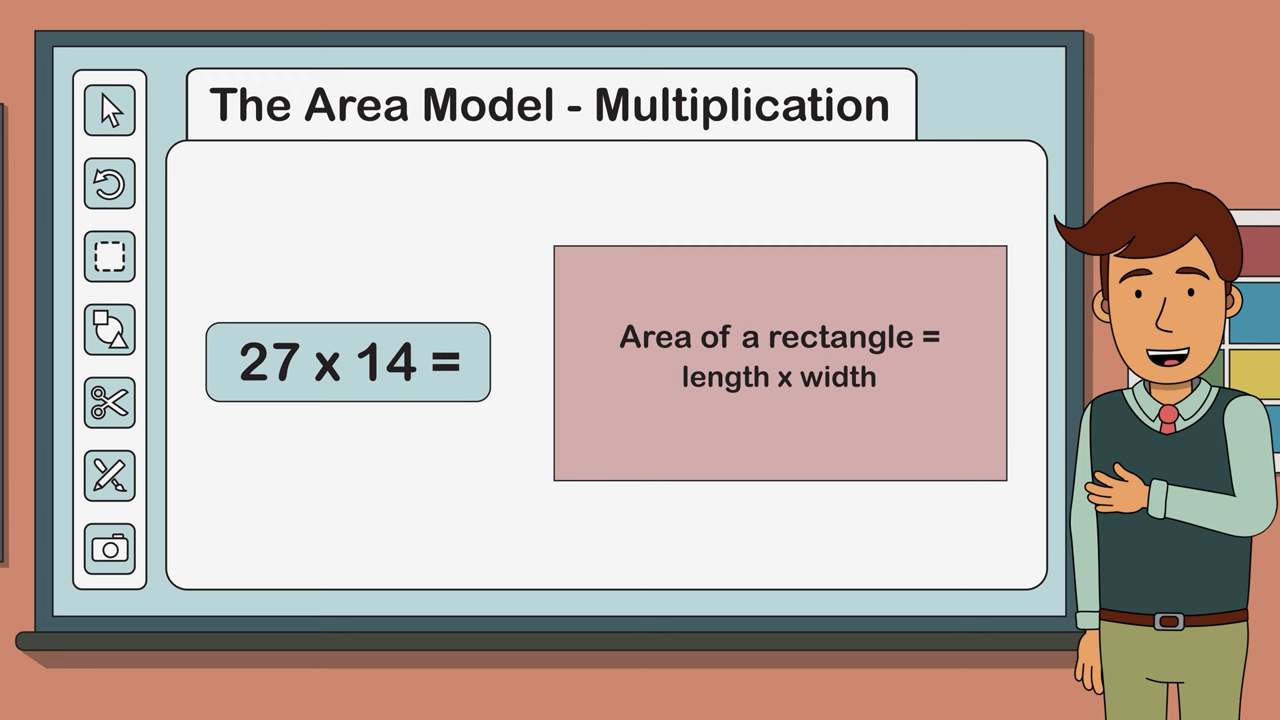 The Area Model - Multiplication
27 x 14 =
Area of a rectangle =
length x width